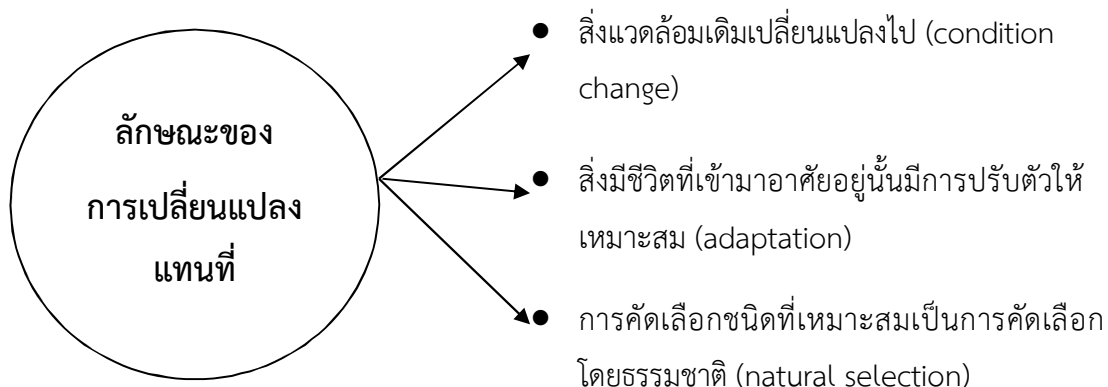 ลักษณะของ
การเปลี่ยนแปลง
แทนที่
● สิ่งแวดล้อมเดิมเปลี่ยนแปลงไป (condition
change)
● สิ่งมีชีวิตที่เข้ามาอาศัยอยู่นั้นมีการปรับตัวให้
เหมาะสม (adaptation)
● การคัดเลือกชนิดที่เหมาะสมเป็นการคัดเลือก
โดยธรรมชาติ (natural selection)